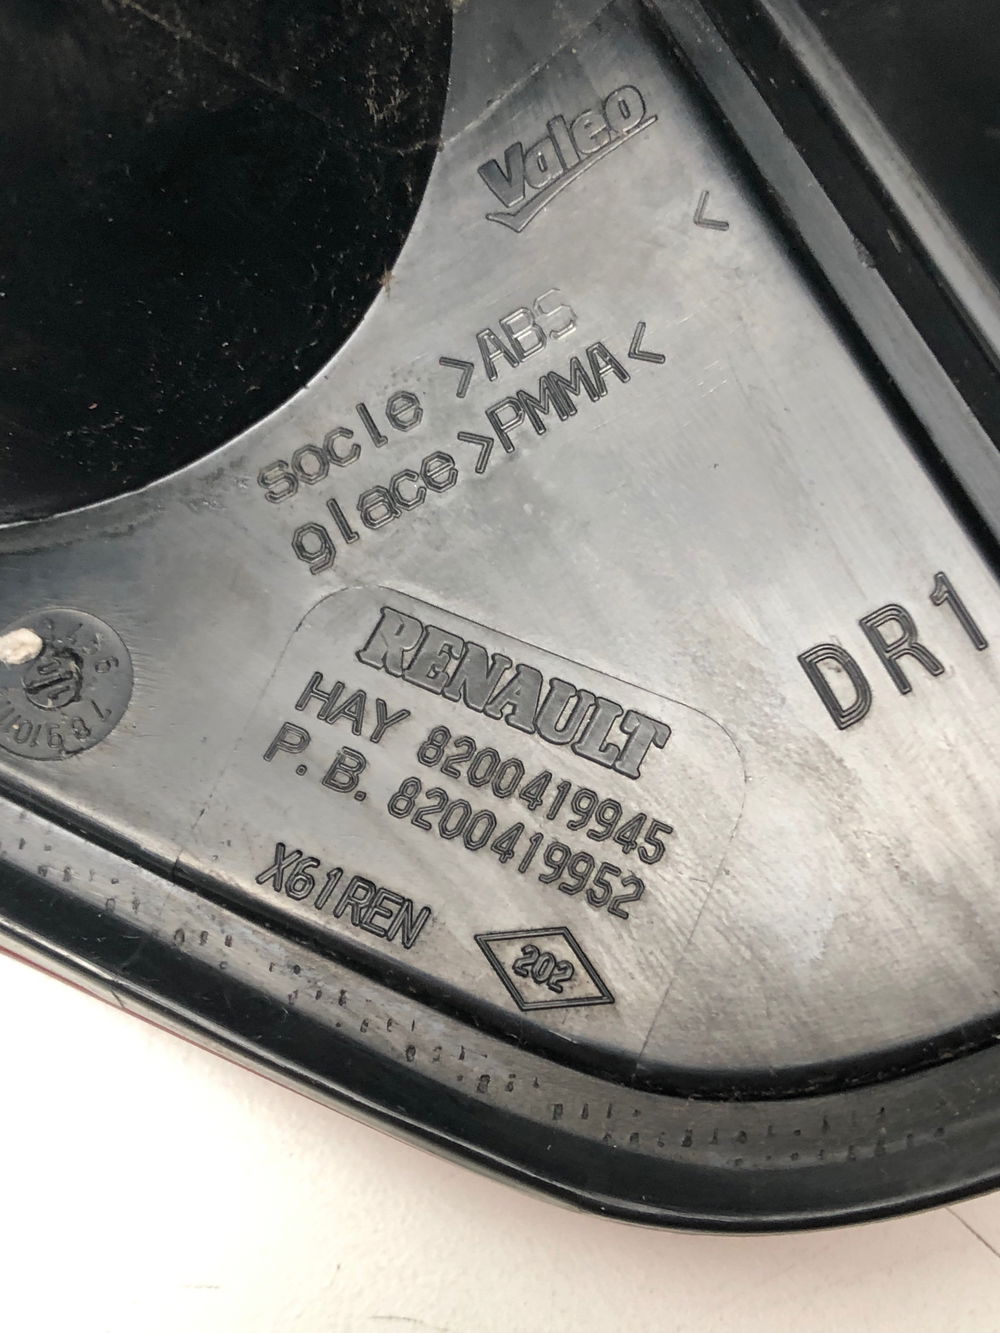 Valeo
<
socle >ABS
glace >PMMA<
DR1
RENAULT
HAY 8200419945
P.B. 8200419952
X61REN
202